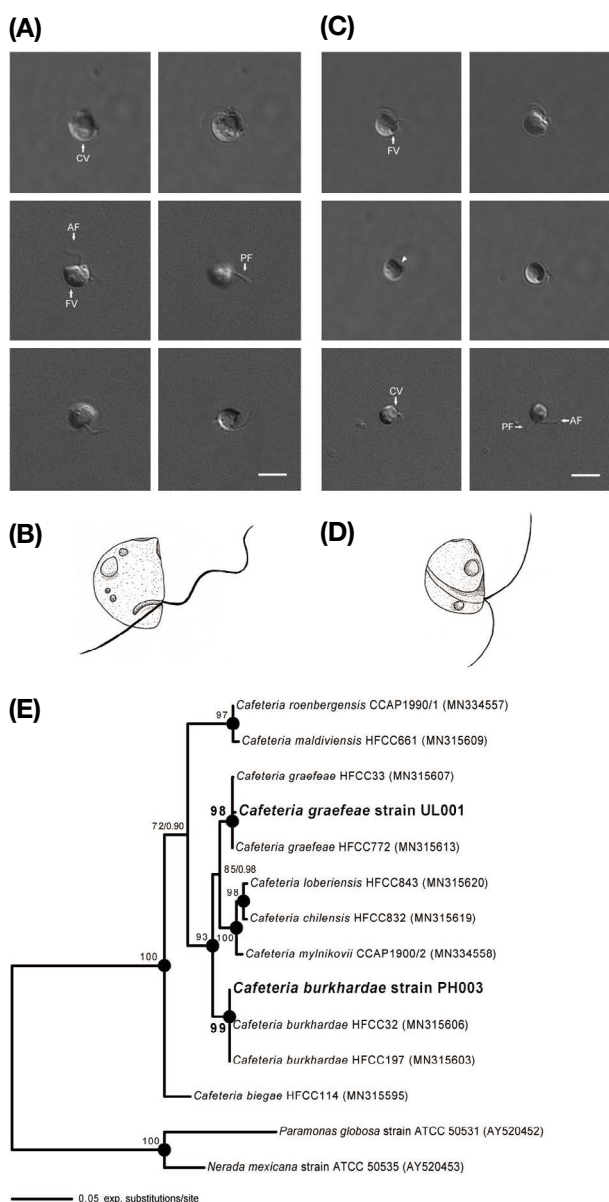 (A)
(C)
CV
FV
AF
PF
FV
CV
PF
AF
(B)
(D)
(E)
97
Cafeteria roenbergensis CCAP1990/1 (MN334557)
Cafeteria maldiviensis HFCC661 (MN315609)
Cafeteria graefeae HFCC33 (MN315607)
98
Cafeteria graefeae strain UL001
72/0.90
Cafeteria graefeae HFCC772 (MN315613)
85/0.98
Cafeteria loberiensis HFCC843 (MN315620)
98
Cafeteria chilensis HFCC832 (MN315619)
93
100
Cafeteria mylnikovii CCAP1900/2 (MN334558)
100
Cafeteria burkhardae strain PH003
99
Cafeteria burkhardae HFCC32 (MN315606)
Cafeteria burkhardae HFCC197 (MN315603)
Cafeteria biegae HFCC114 (MN315595)
Paramonas globosa strain ATCC 50531 (AY520452)
100
Nerada mexicana strain ATCC 50535 (AY520453)
0.05 exp. substitutions/site